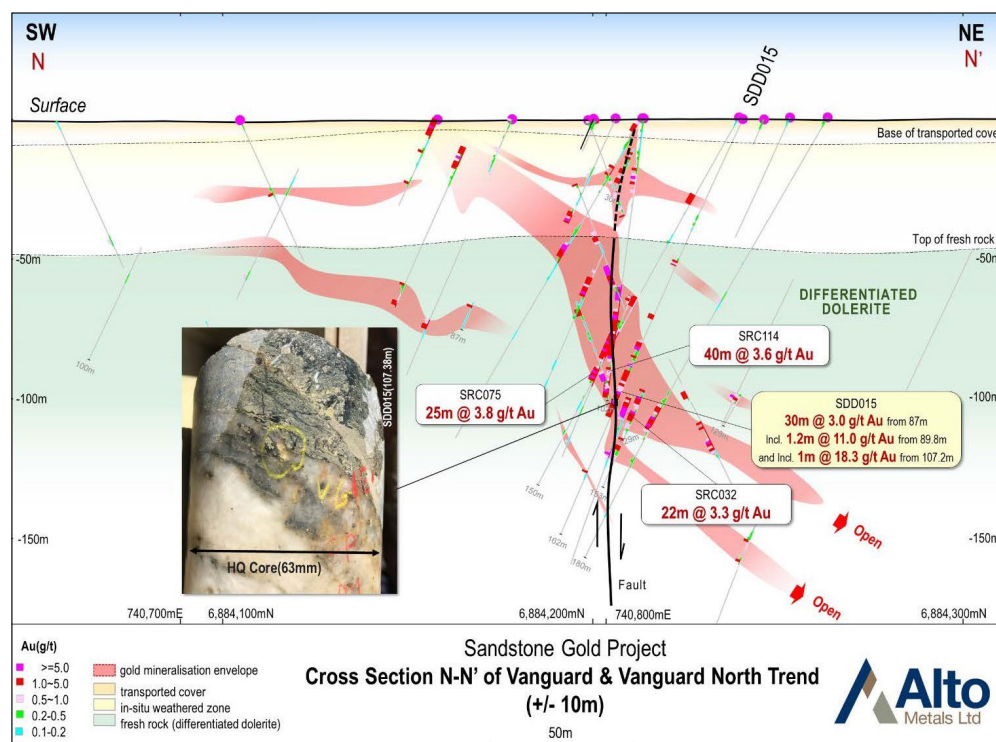 SW
N
NE
N'
SDD015
Surface
Base of transported cove
Top of fresh rock
-50m
-50m
DIFFERENTIATED
DOLERITE
87m
100m
SRC114
40m @ 3.6 g/t Au
SRC075
25m @ 3.8 g/t Au
-100m
-100m
SDD015
30m @ 3.0 g/t Au from 87m
Incl. 1.2m @ 11.0 g/t Au from 89.8m
and Incl. 1m @ 18.3 g/t Au from 107.2m
SRC032
22m @ 3.3 g/t Au
SDD015(107.38m)
HQ Core(63mm)
150m
162m
180m
-150m
-150m
Open
Open
Fault
740,700mE
6,884,100mN
6,884,200mN
740,800mE
6,884,300mN
Au(g/t)
>=5.0
1.0~5.0
0.5~1.0
0.2-0.5
0.1-0.2
gold mineralisation envelope
transported cover
in-situ weathered zone
fresh rock (differentiated dolerite)
Sandstone Gold Project
Cross Section N-N' of Vanguard & Vanguard North Trend
(+/- 10m)
50m
Alto
Metals Ltd